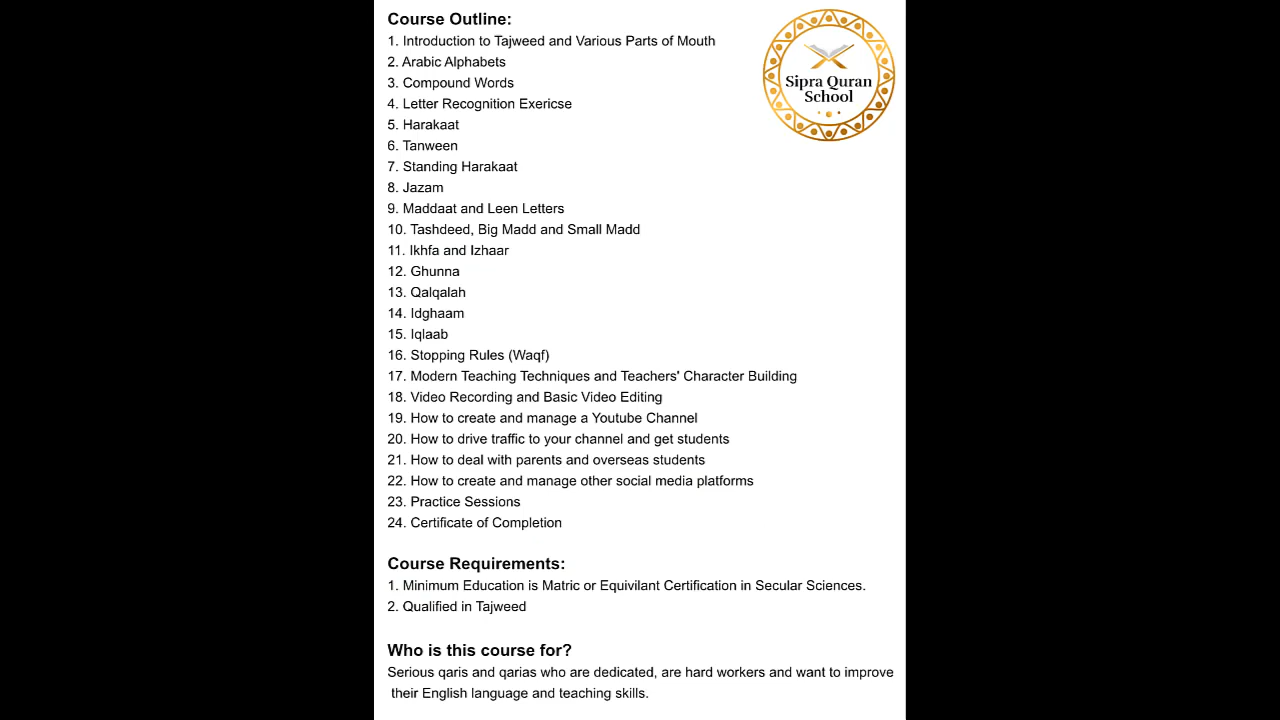 Course Outline:
1. Introduction to Tajweed and Various Parts of Mouth
2. Arabic Alphabets
3. Compound Words
4. Letter Recognition Exericse
5. Harakaat
6. Tanween
7. Standing Harakaat
8. Jazam
9. Maddaat and Leen Letters
10. Tashdeed, Big Madd and Small Madd
11. Ikhfa and Izhaar
12. Ghunna
13. Qalqalah
14. Idghaam
15. Iqlaab
16. Stopping Rules (Waqf)
17. Modern Teaching Techniques and Teachers' Character Building
18. Video Recording and Basic Video Editing
19. How to create and manage a Youtube Channel
20. How to drive traffic to your channel and get students
21. How to deal with parents and overseas students
22. How to create and manage other social media platforms
23. Practice Sessions
24. Certificate of Completion
Course Requirements:
1. Minimum Education is Matric or Equivilant Certification in Secular Sciences.
2. Qualified in Tajweed
Who is this course for?
Serious qaris and qarias who are dedicated, are hard workers and want to improve
their English language and teaching skills.
Sipra Quran
School